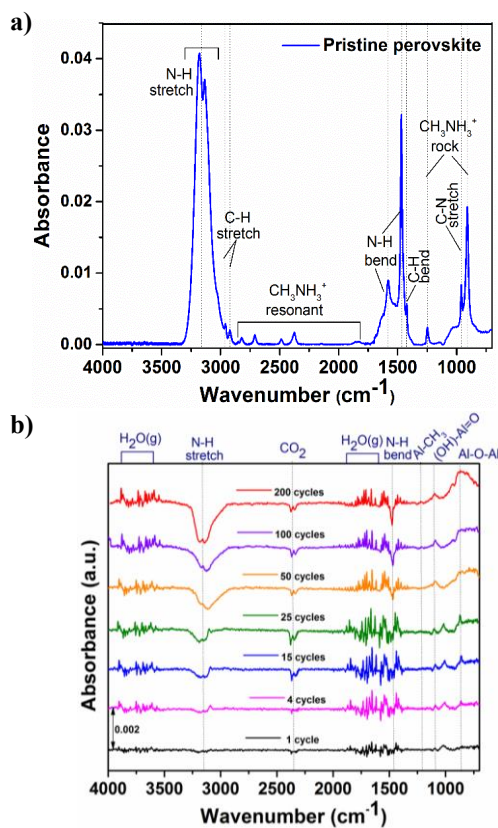 a)
Pristine perovskite
N-H
stretch
C-H
stretch
CH₃NH₃⁺
resonant
N-H
bend
C-H
bend
CH₃NH₃⁺
rock
C-N
stretch
0.04
0.03
0.02
0.01
0.00
Absorbance
4000 3500 3000 2500 2000 1500 1000
Wavenumber (cm⁻¹)
b)
H₂O(g)
N-H
stretch
CO₂
H₂O(g)
N-H
bend
Al-CH₃
(OH)-Al=O
Al-O-Al
200 cycles
100 cycles
50 cycles
25 cycles
15 cycles
4 cycles
1 cycle
0.002
Absorbance (a.u.)
4000 3500 3000 2500 2000 1500 1000
Wavenumber (cm⁻¹)